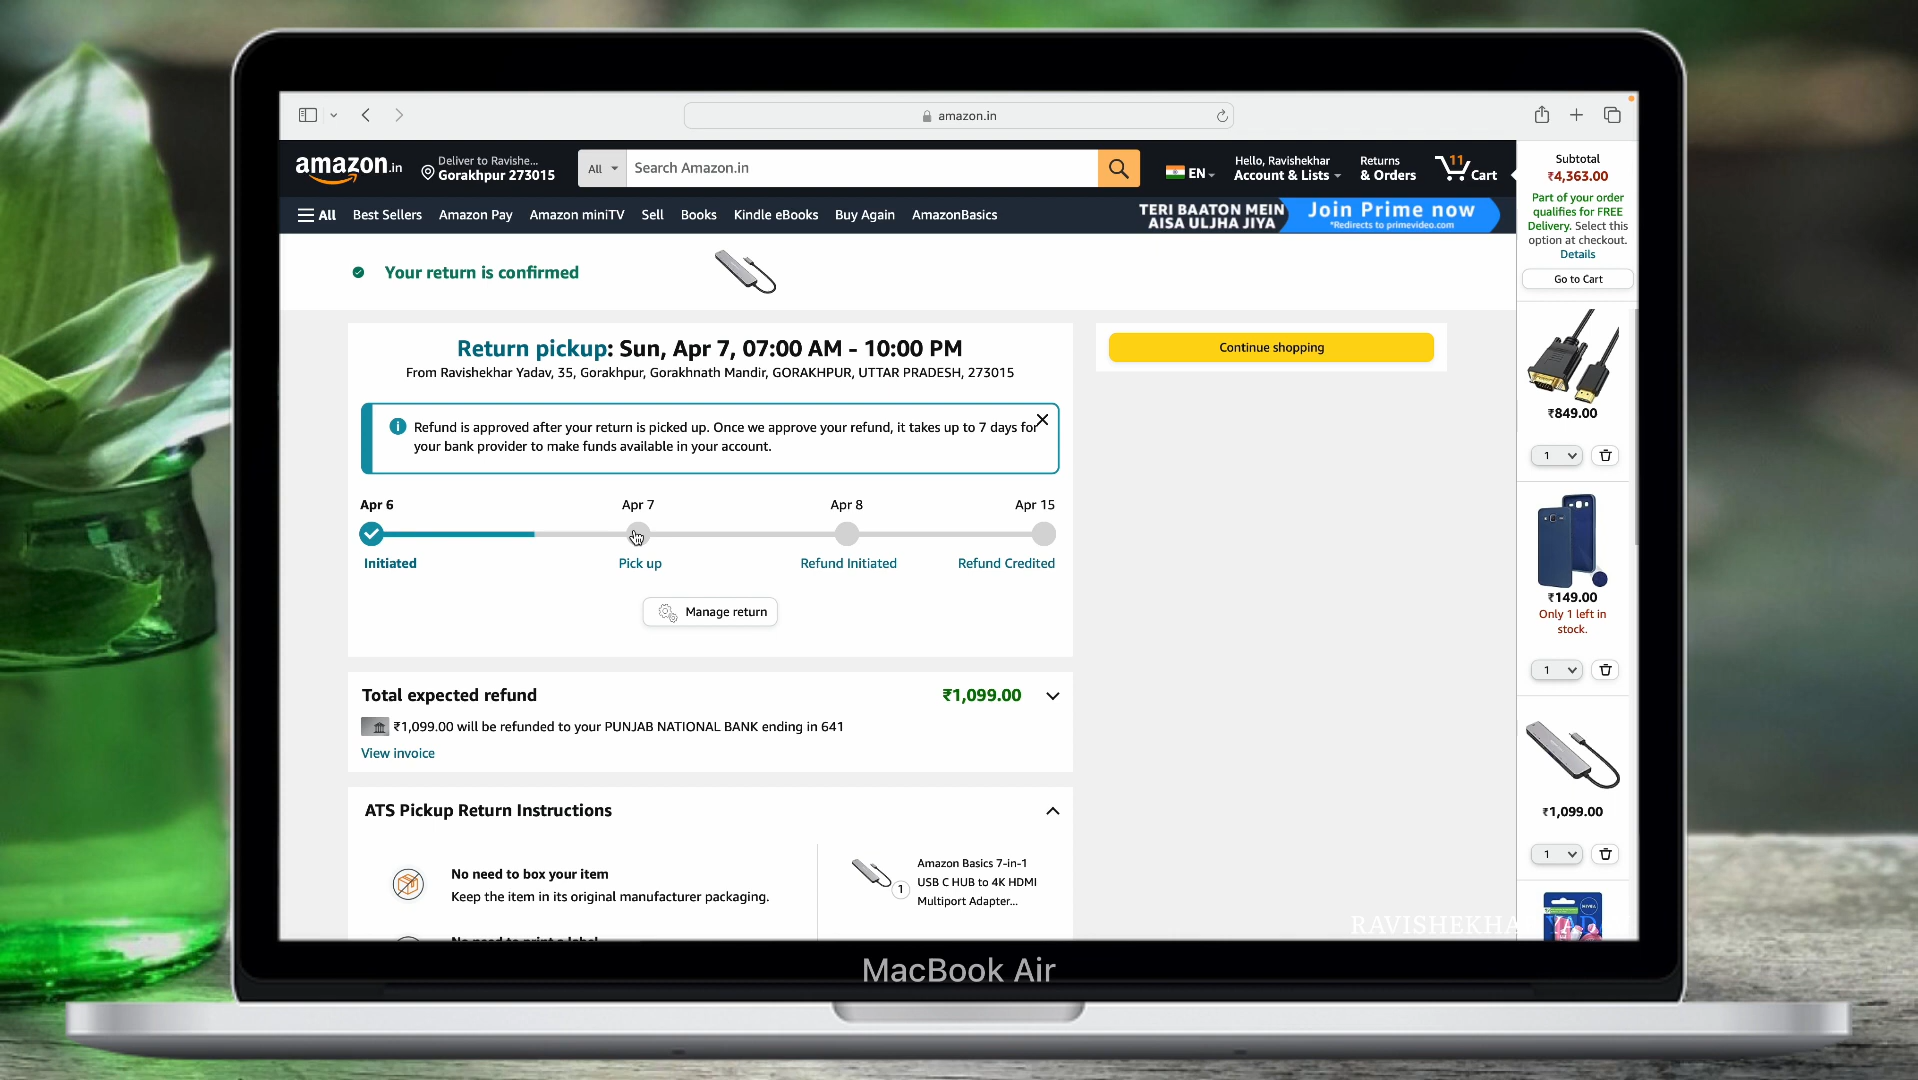 amazon.in
amazon.in
Deliver to Ravishe...
Gorakhpur 273015
All
Search Amazon.in
EN
Hello, Ravishekhar
Account & Lists
Returns
& Orders
11
Cart
All
Best Sellers
Amazon Pay
Amazon miniTV
Sell
Books
Kindle eBooks
Buy Again
AmazonBasics
TERI BAATON MEIN
AISA ULJHA JIYA
Join Prime now
*Redirects to primevideo.com
Your return is confirmed
Return pickup: Sun, Apr 7, 07:00 AM - 10:00 PM
From Ravishekhar Yadav, 35, Gorakhpur, Gorakhnath Mandir, GORAKHPUR, UTTAR PRADESH, 273015
Refund is approved after your return is picked up. Once we approve your refund, it takes up to 7 days for
your bank provider to make funds available in your account.
Apr 6
Apr 7
Apr 8
Apr 15
Initiated
Pick up
Refund Initiated
Refund Credited
Manage return
Total expected refund
₹1,099.00
₹1,099.00 will be refunded to your PUNJAB NATIONAL BANK ending in 641
View invoice
ATS Pickup Return Instructions
No need to box your item
Keep the item in its original manufacturer packaging.
No need to print a label
1
Amazon Basics 7-in-1
USB C HUB to 4K HDMI
Multiport Adapter...
Continue shopping
Subtotal
₹4,363.00
Part of your order
qualifies for FREE
Delivery. Select this
option at checkout.
Details
Go to Cart
₹849.00
1
₹149.00
Only 1 left in
stock.
1
₹1,099.00
1
NIVEA
RAVISHEKHA
MacBook Air